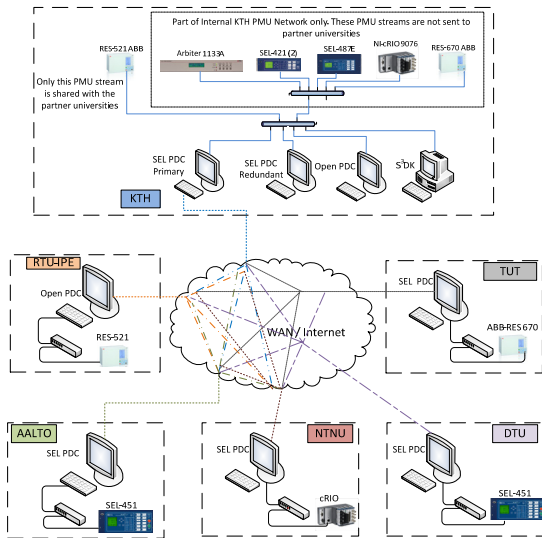 Part of Internal KTH PMU Network only. These PMU streams are not sent to
partner universities
RES-521 ABB
Arbiter 1133A
SEL-421 (Z)
SEL-487E
NI-cRIO 9076
RES-670 ABB
Only this PMU stream
is shared with the
partner universities
SEL PDC
Primary
SEL PDC
Redundant
Open PDC
S3DK
KTH
RTU-IPE
Open PDC
RES-521
WAN / Internet
TUT
SEL PDC
ABB-RES 670
AALTO
SEL PDC
SEL-451
NTNU
SEL PDC
cRIO
DTU
SEL PDC
SEL-451